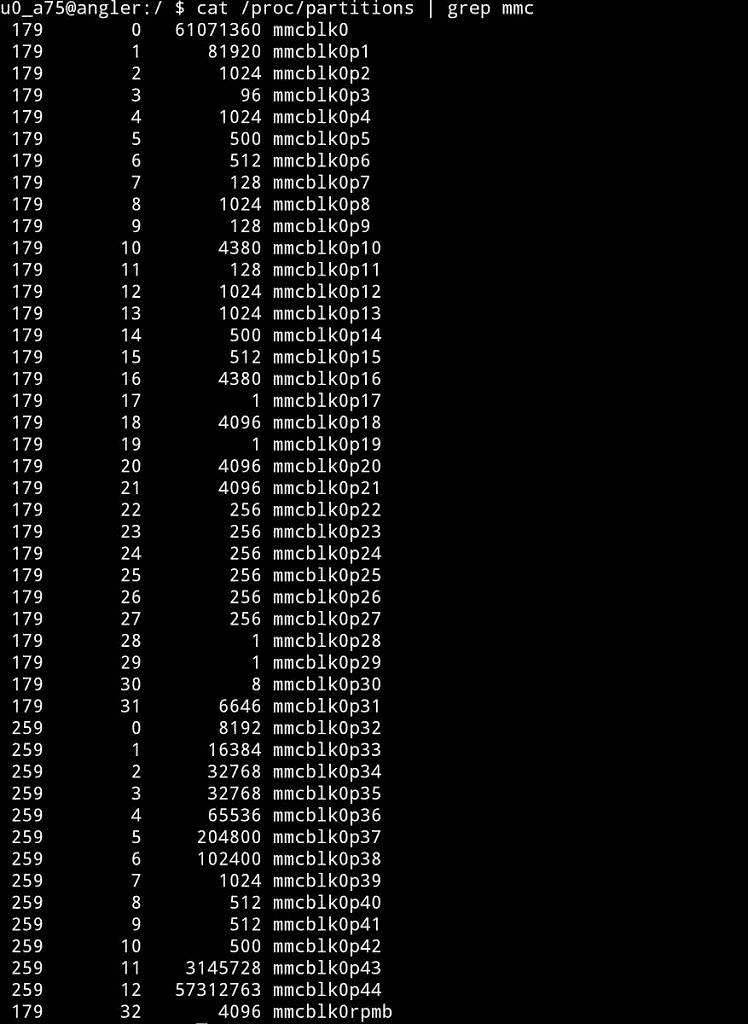 u0_a75@angler:/ $ cat /proc/partitions | grep mmc
179 0 61071360 mmcblk0
179 1 81920 mmcblk0p1
179 2 1024 mmcblk0p2
179 3 96 mmcblk0p3
179 4 1024 mmcblk0p4
179 5 500 mmcblk0p5
179 6 512 mmcblk0p6
179 7 128 mmcblk0p7
179 8 1024 mmcblk0p8
179 9 128 mmcblk0p9
179 10 4380 mmcblk0p10
179 11 128 mmcblk0p11
179 12 1024 mmcblk0p12
179 13 1024 mmcblk0p13
179 14 500 mmcblk0p14
179 15 512 mmcblk0p15
179 16 4380 mmcblk0p16
179 17 1 mmcblk0p17
179 18 4096 mmcblk0p18
179 19 1 mmcblk0p19
179 20 4096 mmcblk0p20
179 21 4096 mmcblk0p21
179 22 256 mmcblk0p22
179 23 256 mmcblk0p23
179 24 256 mmcblk0p24
179 25 256 mmcblk0p25
179 26 256 mmcblk0p26
179 27 256 mmcblk0p27
179 28 1 mmcblk0p28
179 29 1 mmcblk0p29
179 30 8 mmcblk0p30
179 31 6646 mmcblk0p31
259 0 8192 mmcblk0p32
259 1 16384 mmcblk0p33
259 2 32768 mmcblk0p34
259 3 32768 mmcblk0p35
259 4 65536 mmcblk0p36
259 5 204800 mmcblk0p37
259 6 102400 mmcblk0p38
259 7 1024 mmcblk0p39
259 8 512 mmcblk0p40
259 9 512 mmcblk0p41
259 10 500 mmcblk0p42
259 11 3145728 mmcblk0p43
259 12 57312763 mmcblk0p44
179 32 4096 mmcblk0rpmb